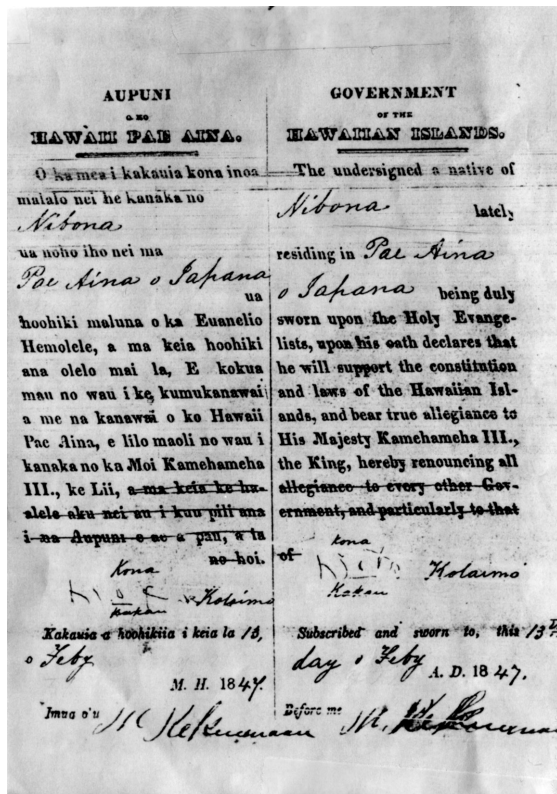 AUPUNI
O KO
HAWAII PAE AINA.
O ka mea i kakauia kona inoa
malalo nei he kanaka no
Nibona
ua noho iho nei ma
Pae Aina o Iapana
ua
hoohiki maluna o ka Euanelio
Hemolele, a ma keia hoohiki
ana olelo mai la, E kokua
mau no wau i ke kumukanawai
a me na kanawai o ko Hawaii
Pae Aina, e lilo maoli no wau i
kanaka no ka Moi Kamehameha
III., ke Lii, a ma keia ke ha-
alele aku nei au i kuu pili ana
i na Aupuni e ae a pau, a la
no hoi.
Kona
Kolaimo
Kakau
Kakauia a hoohikiia i keia la 13,
o Feby
M. H. 1847.
Imua o'u M Kekuanaoa
GOVERNMENT
OF THE
HAWAIIAN ISLANDS.
The undersigned a native of
Nibona lately
residing in Pae Aina
o Iapana being duly
sworn upon the Holy Evange-
lists, upon his oath declares that
he will support the constitution
and laws of the Hawaiian Isl-
ands, and bear true allegiance to
His Majesty Kamehameha III.,
the King, hereby renouncing all
allegiance to every other Gov-
ernment, and particularly to that
of
kona
Kolaimo
Kakau
Subscribed and sworn to, this 13th
day o Feby A. D. 1847.
Before me M.